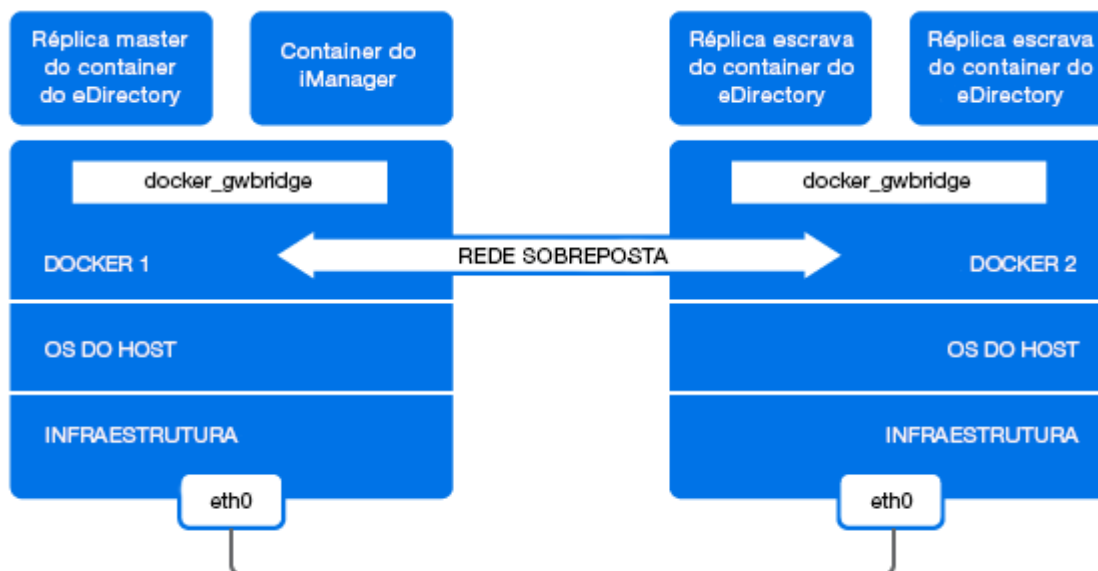 Réplica master
do container
do eDirectory
Container do
iManager
Réplica escrava
do container do
eDirectory
Réplica escrava
do container do
eDirectory
docker_gwbridge
docker_gwbridge
REDE SOBREPOSTA
DOCKER 1
DOCKER 2
OS DO HOST
OS DO HOST
INFRAESTRUTURA
INFRAESTRUTURA
eth0
eth0